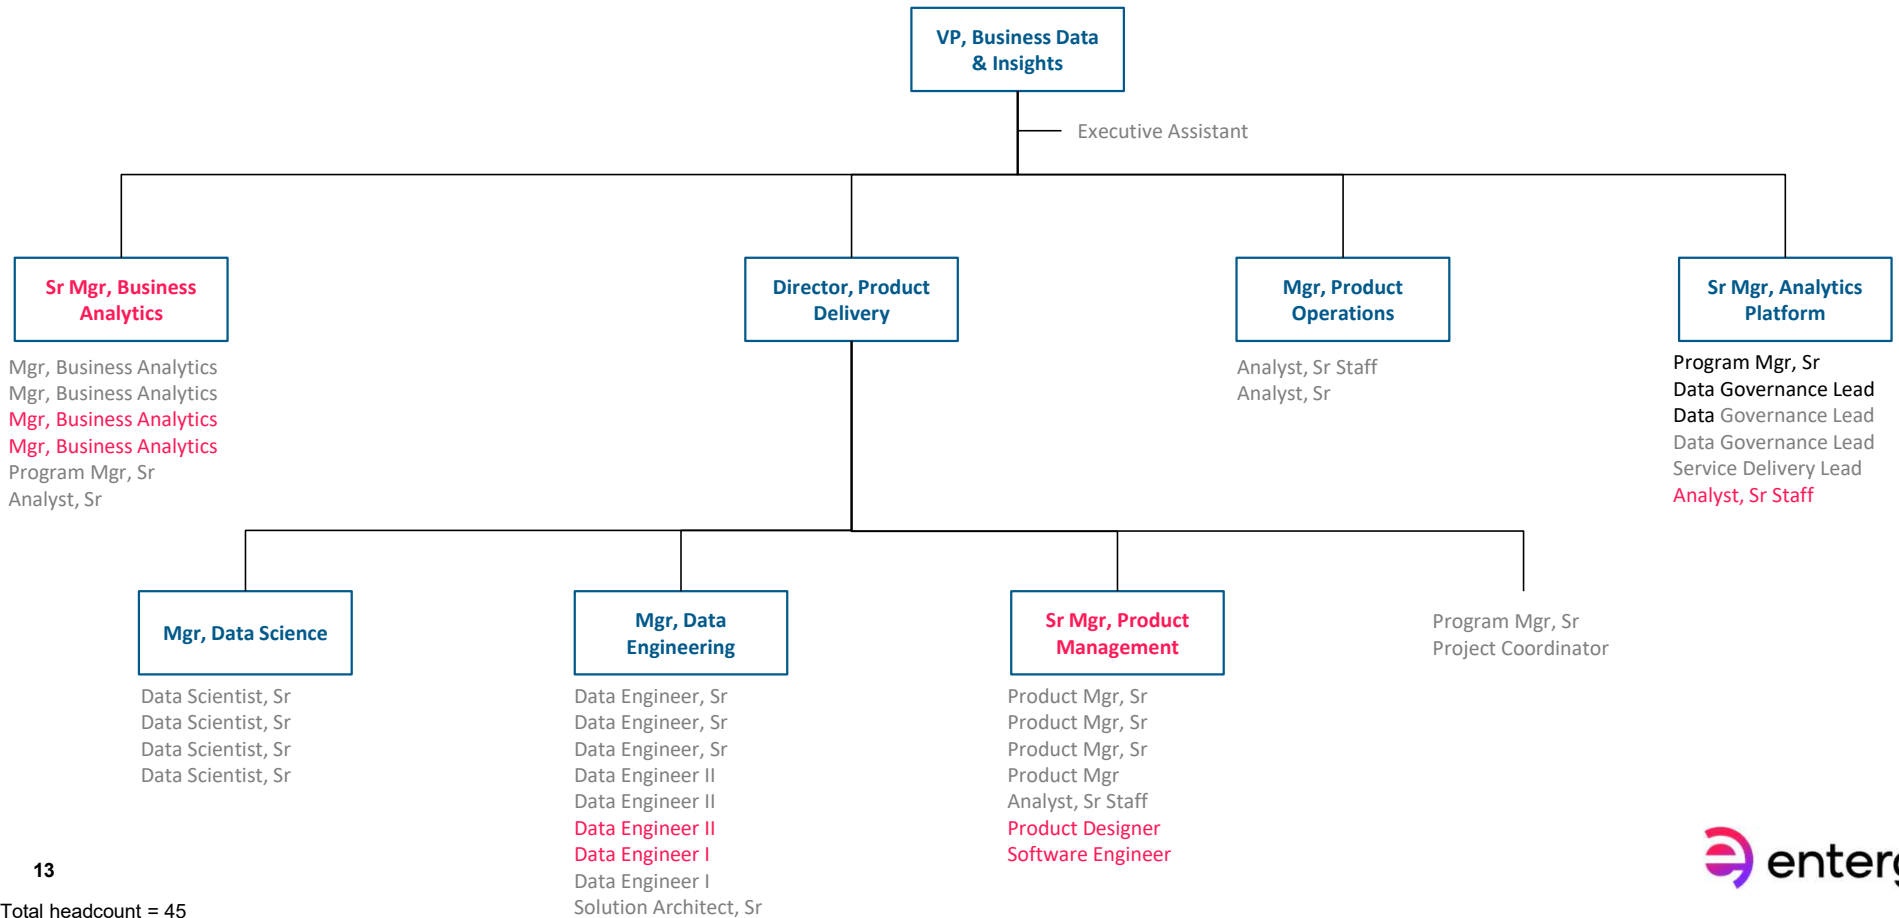 VP, Business Data
& Insights
Executive Assistant
Sr Mgr, Business
Analytics
Mgr, Business Analytics
Mgr, Business Analytics
Mgr, Business Analytics
Mgr, Business Analytics
Program Mgr, Sr
Analyst, Sr
Director, Product
Delivery
Mgr, Product
Operations
Analyst, Sr Staff
Analyst, Sr
Sr Mgr, Analytics
Platform
Program Mgr, Sr
Data Governance Lead
Data Governance Lead
Data Governance Lead
Service Delivery Lead
Analyst, Sr Staff
Mgr, Data Science
Data Scientist, Sr
Data Scientist, Sr
Data Scientist, Sr
Data Scientist, Sr
Mgr, Data
Engineering
Data Engineer, Sr
Data Engineer, Sr
Data Engineer, Sr
Data Engineer II
Data Engineer II
Data Engineer II
Data Engineer I
Data Engineer I
Solution Architect, Sr
Sr Mgr, Product
Management
Product Mgr, Sr
Product Mgr, Sr
Product Mgr, Sr
Product Mgr
Analyst, Sr Staff
Product Designer
Software Engineer
Program Mgr, Sr
Project Coordinator
13
Total headcount = 45